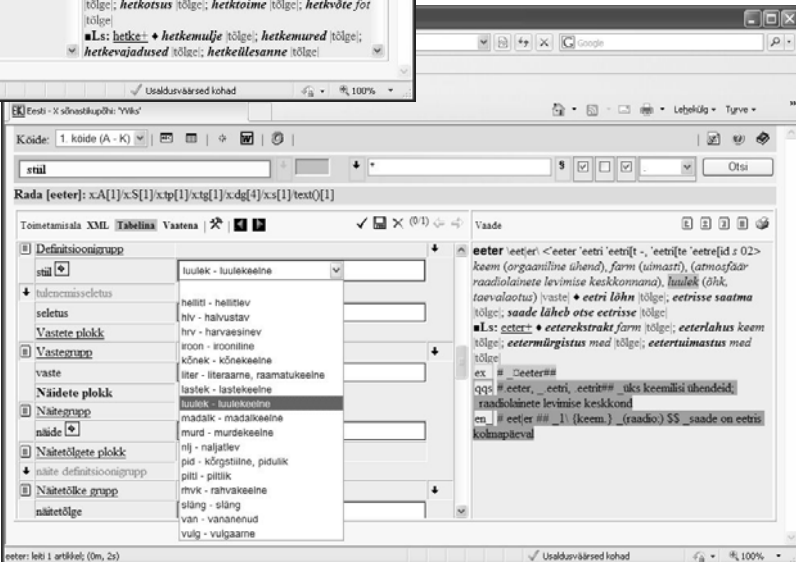 |tõlge|; hetkotsus |tõlge|; hetktoime |tõlge|; hetkvõte fot
|tõlge|
■Ls: hetke+ ♦ hetkemulje |tõlge|; hetkemured |tõlge|;
hetkevajadused |tõlge|; hetkeülesanne |tõlge|
Usaldusväärsed kohad
100%
Google
Eesti - X sõnastikupõhi: 'VViks'
Lehekülg
Tyrve
Köide: 1. köide (A - K)
stiil
*
§
Otsi
Rada [eeter]: x:A[1]/x:S[1]/x:tp[1]/x:tg[1]/x:dg[4]/x:s[1]/text()[1]
Toimetamisala XML Tabelina Vaatena
(0/1)
Vaade
Definitsioonigrupp
stiil
luulek - luulekeelne
tulenemisseletus
seletus
Vastete plokk
Vastegrupp
vaste
Näidete plokk
Näitegrupp
näide
Näitetõlgete plokk
näite definitsioonigrupp
Näitetõlke grupp
näitetõlge
hellitl - hellitlev
hlv - halvustav
hrv - harvaesinev
iroon - irooniline
kõnek - kõnekeelne
liter - literaarne, raamatukeelne
lastek - lastekeelne
luulek - luulekeelne
madalk - madalkeelne
murd - murdekeelne
nlj - naljatlev
pid - kõrgstiilne, pidulik
piltl - piltlik
rhvk - rahvakeelne
släng - släng
van - vananenud
vulg - vulgaarne
eeter \eet|er\ <'eeter 'eetri 'eetri[t -, 'eetri[te 'eetre[id s 02>
keem (orgaaniline ühend), farm (uimasti), (atmosfäär
raadiolainete levimise keskkonnana), luulek (õhk,
taevalaotus) |vaste| ♦ eetri lõhn |tõlge|; eetrisse saatma
|tõlge|; saade läheb otse eetrisse |tõlge|
■Ls: eeter+ ♦ eeterekstrakt farm |tõlge|; eeterlahus keem
|tõlge|; eetermürgistus med |tõlge|; eetertuimastus med
|tõlge|
ex # _□eeter##
qqs #.eeter, _.eetri, .eetrit## _üks keemilisi ühendeid;
_raadiolainete levimise keskkond
en_ # eet|er ## _1\ {keem.} _(raadio:) $$ _saade on eetris
kolmapäeval
eeter: leiti 1 artikkel; (0m, 2s)
Usaldusväärsed kohad
100%